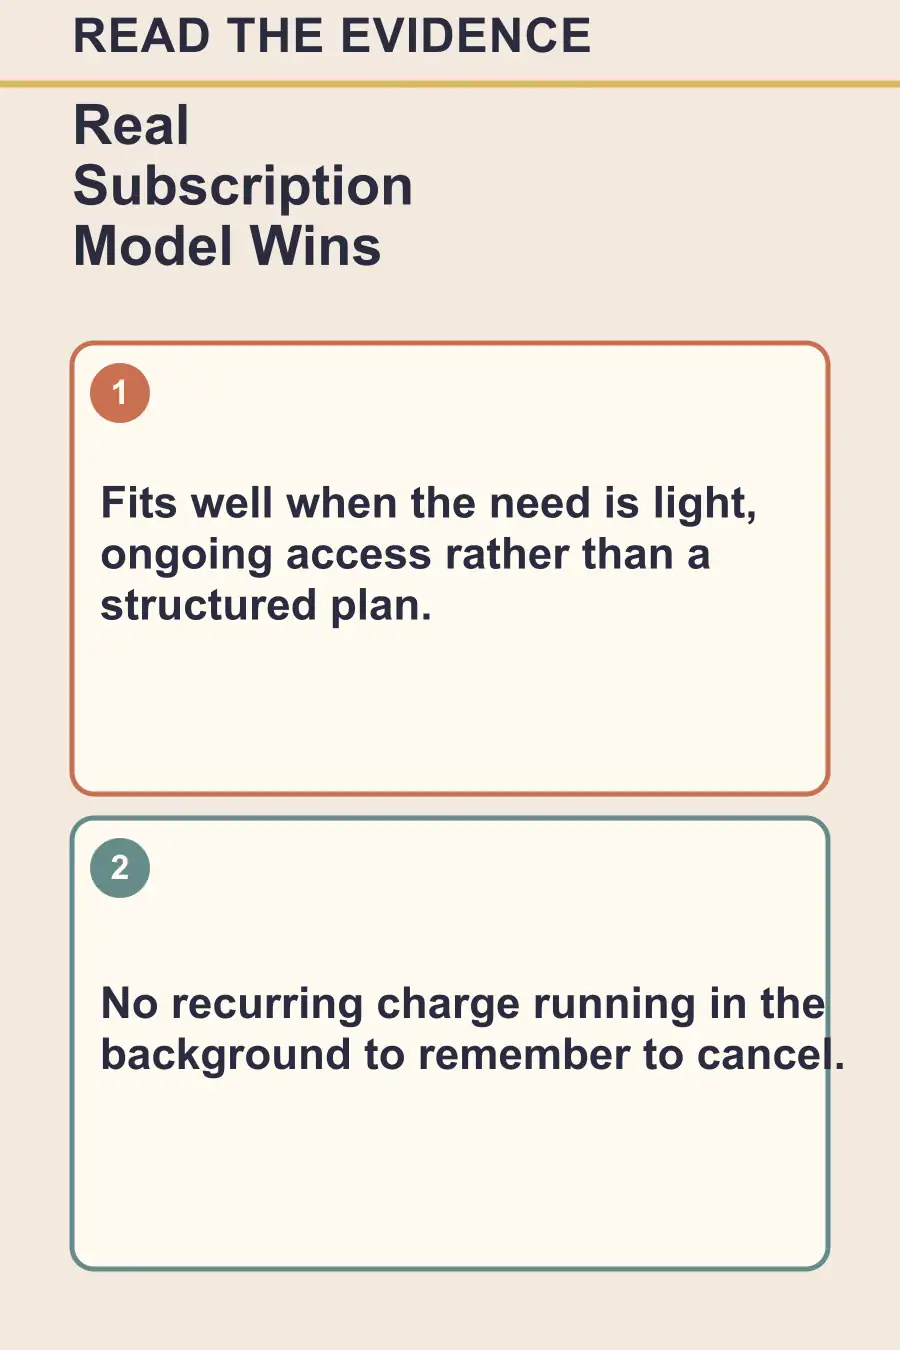 READ THE EVIDENCE
Real
Subscription
Model Wins
1
Fits well when the need is light,
ongoing access rather than a
structured plan.
2
No recurring charge running in the
background to remember to cancel.